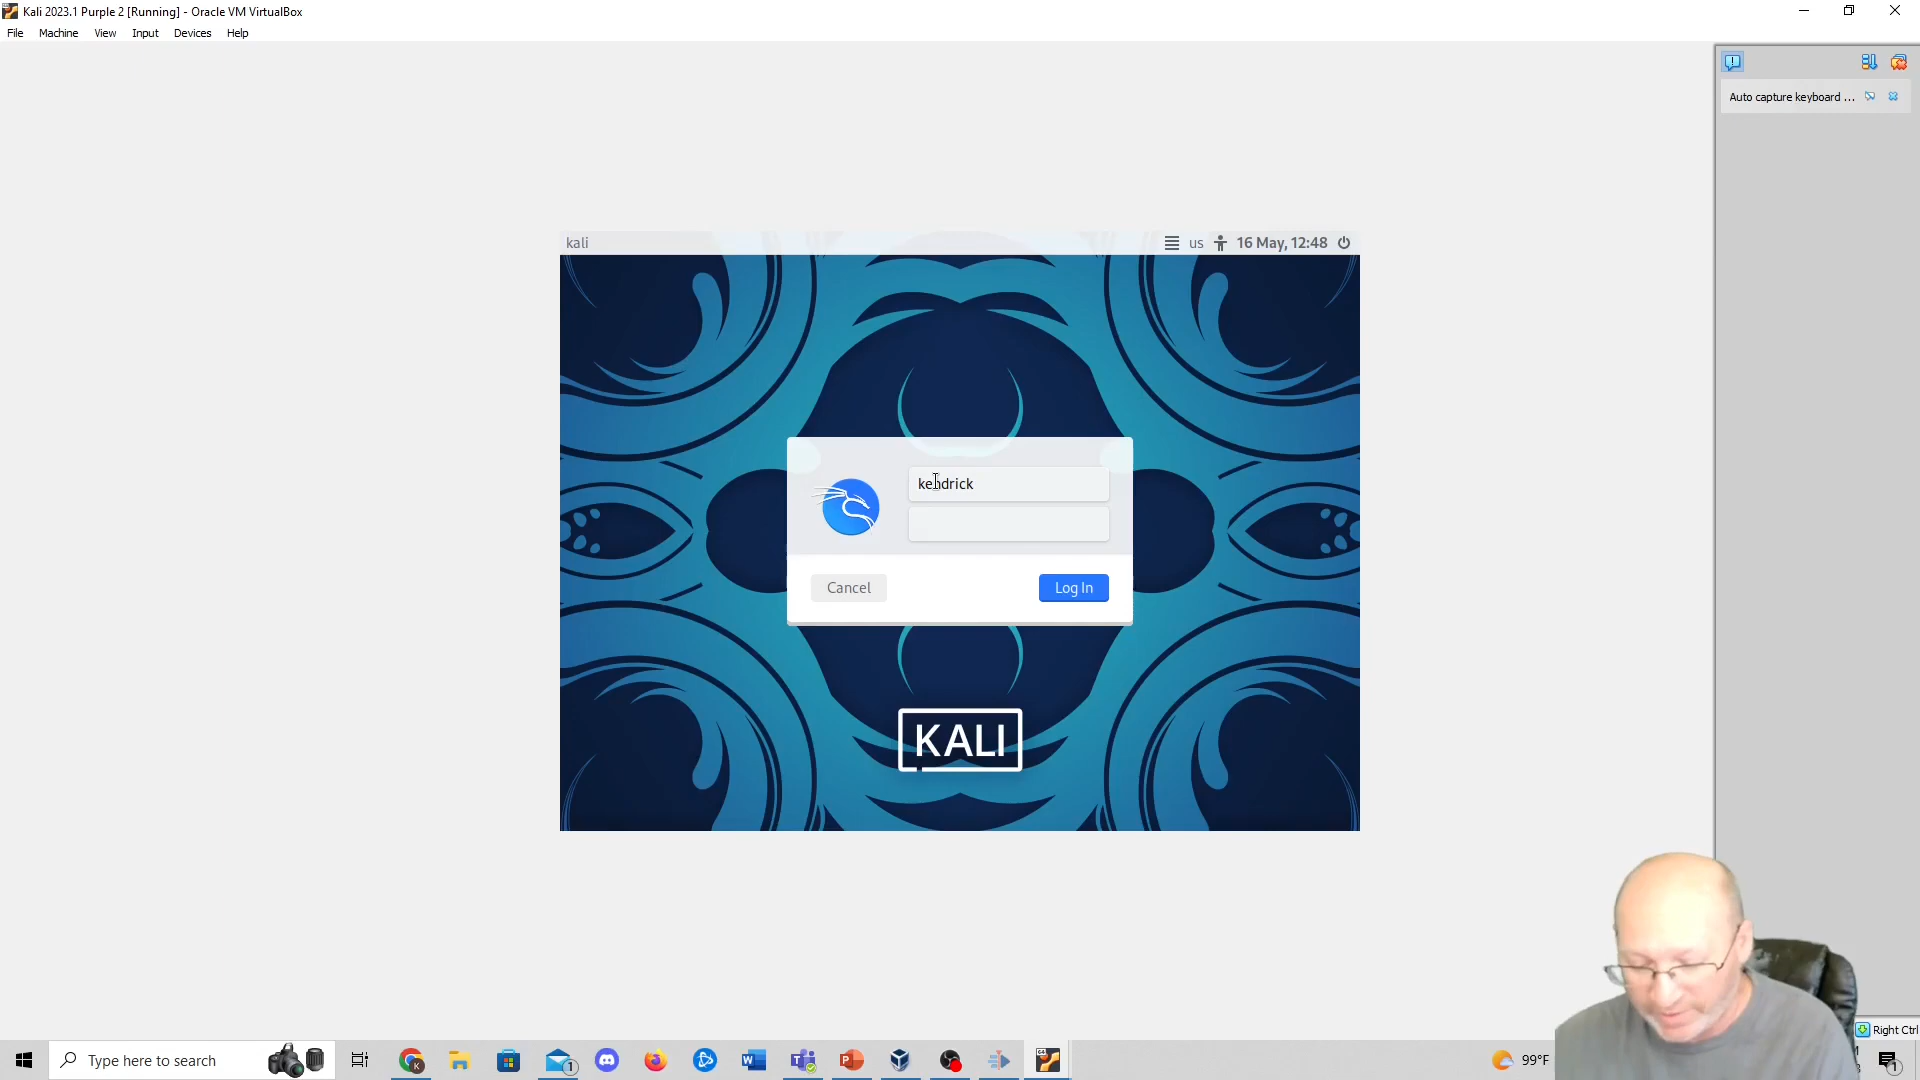 Kali 2023.1 Purple 2 [Running] - Oracle VM VirtualBox
File Machine View Input Devices Help
Auto capture keyboard ...
kali
us
16 May, 12:48
kendrick
Cancel
Log In
KALI
Right Ctrl
Type here to search
99°F